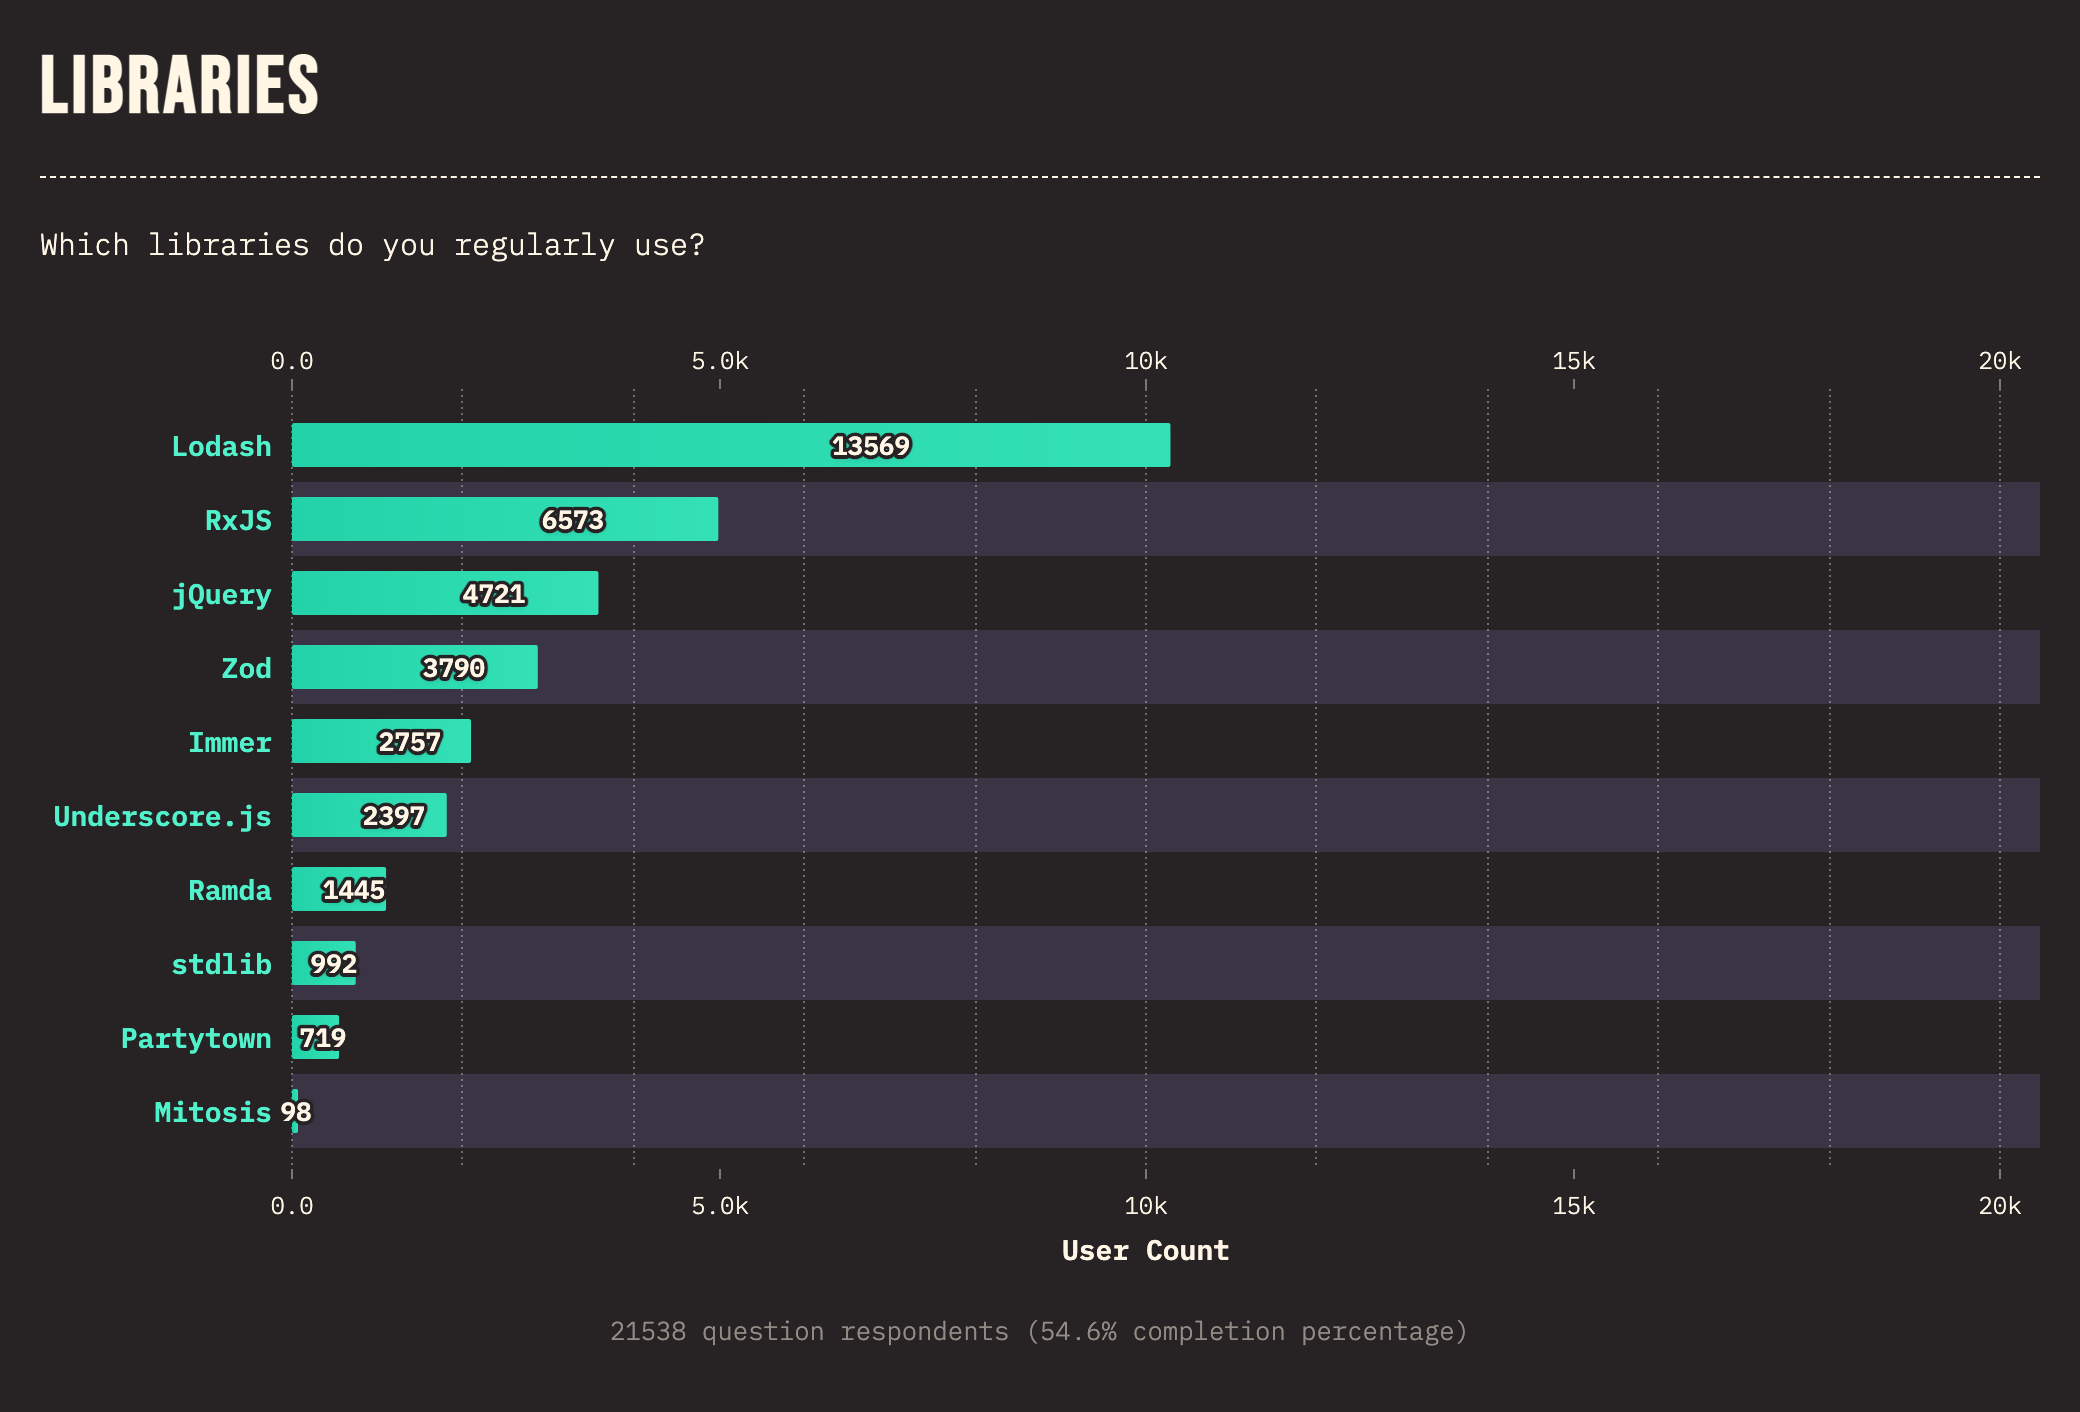 LIBRARIES
Which libraries do you regularly use?
0.0 5.0k 10k 15k 20k
Lodash 13569
RxJS 6573
jQuery 4721
Zod 3790
Immer 2757
Underscore.js 2397
Ramda 1445
stdlib 992
Partytown 719
Mitosis 98
0.0 5.0k 10k 15k 20k
User Count
21538 question respondents (54.6% completion percentage)